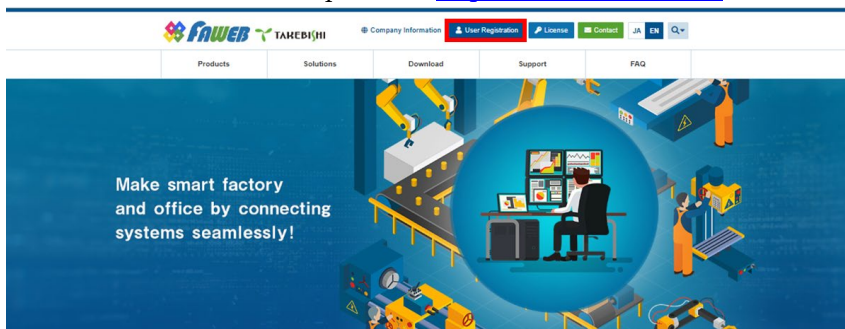 FAWEB TAKEBISHI Company Information User Registration License Contact JA EN
Products Solutions Download Support FAQ
Make smart factory
and office by connecting
systems seamlessly!